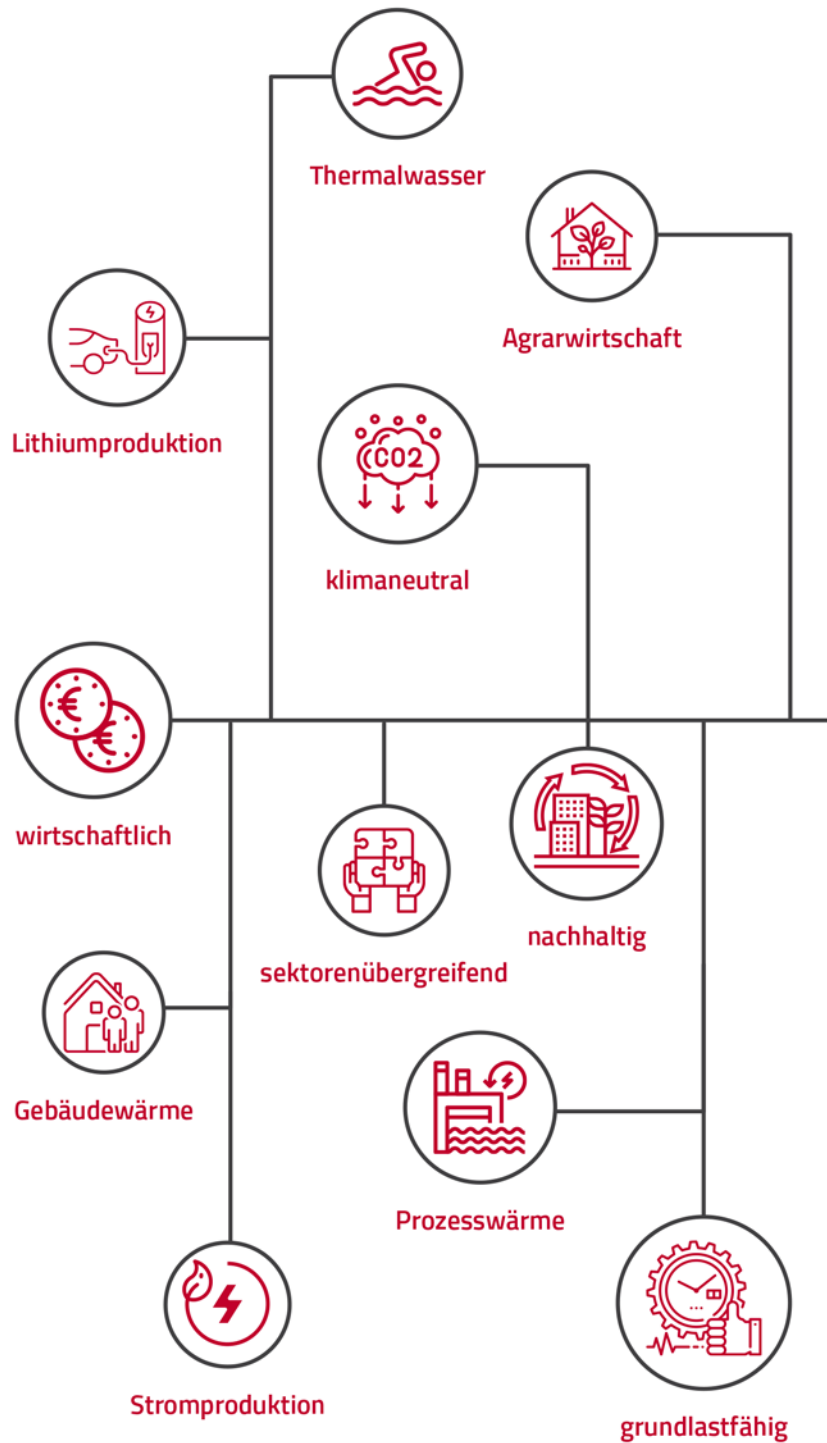 Thermalwasser
Agrarwirtschaft
Lithiumproduktion
CO2
klimaneutral
€
€
wirtschaftlich
nachhaltig
sektorenübergreifend
Gebäudewärme
Prozesswärme
Stromproduktion
grundlastfähig